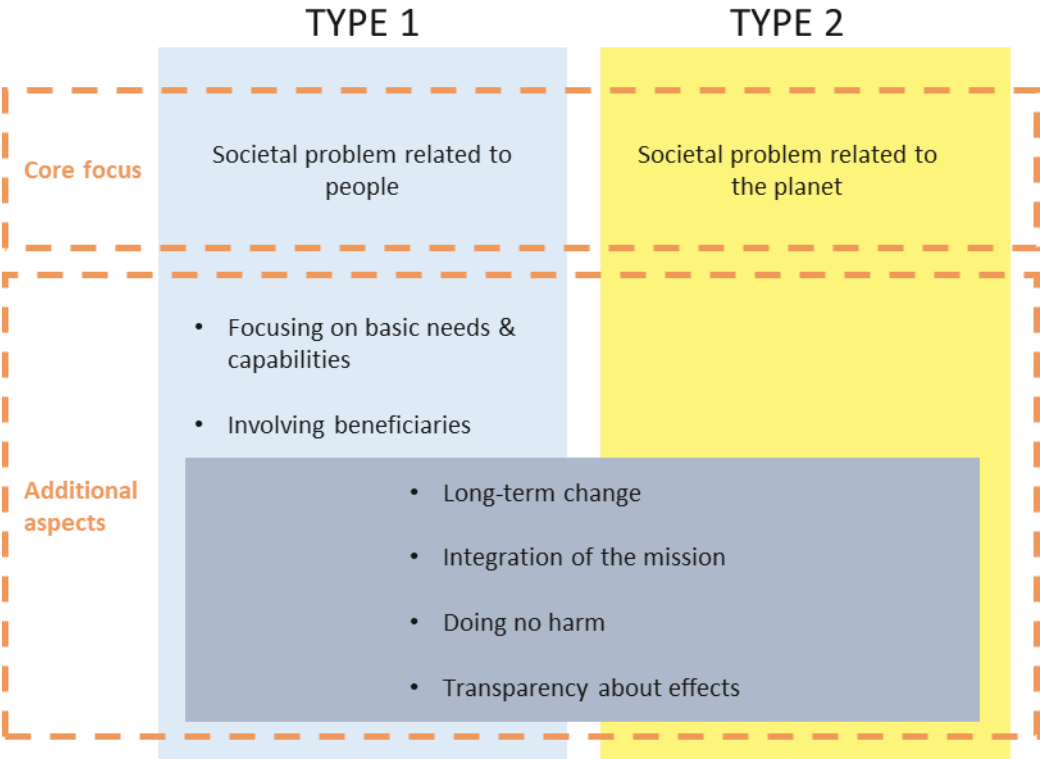 TYPE 1
TYPE 2
Core focus
Societal problem related to
people
Societal problem related to
the planet
Additional
aspects
• Focusing on basic needs &
capabilities
• Involving beneficiaries
• Long-term change
• Integration of the mission
• Doing no harm
• Transparency about effects